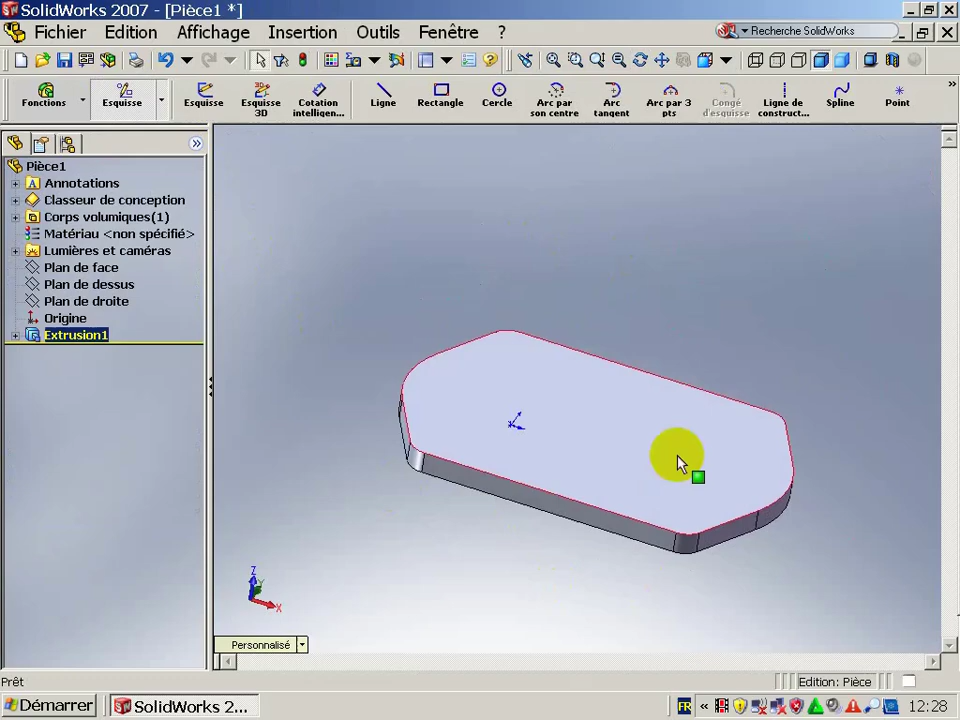 SolidWorks 2007 - [Pièce1 *]
Fichier Edition Affichage Insertion Outils Fenêtre ? Recherche SolidWorks
Fonctions Esquisse Esquisse Esquisse 3D Cotation intelligen... Ligne Rectangle Cercle Arc par son centre Arc tangent Arc par 3 pts Congé d'esquisse Ligne de construct... Spline Point
Pièce1
Annotations
Classeur de conception
Corps volumiques(1)
Matériau <non spécifié>
Lumières et caméras
Plan de face
Plan de dessus
Plan de droite
Origine
Extrusion1
Z
Y
X
Personnalisé
Prêt Edition: Pièce
Démarrer SolidWorks 2... FR « 12:28